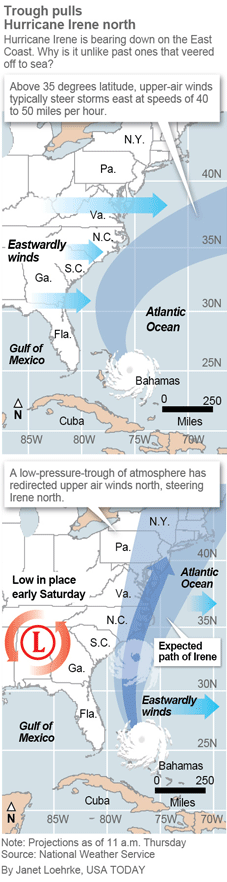 Trough pulls
Hurricane Irene north
Hurricane Irene is bearing down on the East
Coast. Why is it unlike past ones that veered
off to sea?
Above 35 degrees latitude, upper-air winds
typically steer storms east at speeds of 40
to 50 miles per hour.
N.Y.
Pa.
40N
Va.
Eastwardly
winds
N.C.
35N
S.C.
Ga.
30N
Atlantic
Ocean
Fla.
Gulf of
Mexico
25N
Bahamas
0 250
N
Cuba
Miles
85W 80W 75W 70W
A low-pressure-trough of atmosphere has
redirected upper air winds north, steering
Irene north.
N.Y.
Pa.
40N
Low in place
early Saturday
Va.
Atlantic
Ocean
N.C.
35N
L
S.C.
Expected
path of Irene
Ga.
30N
Fla.
Eastwardly
winds
Gulf of
Mexico
25N
Bahamas
0 250
N
Cuba
Miles
85W 80W 75W 70W
Note: Projections as of 11 a.m. Thursday
Source: National Weather Service
By Janet Loehrke, USA TODAY